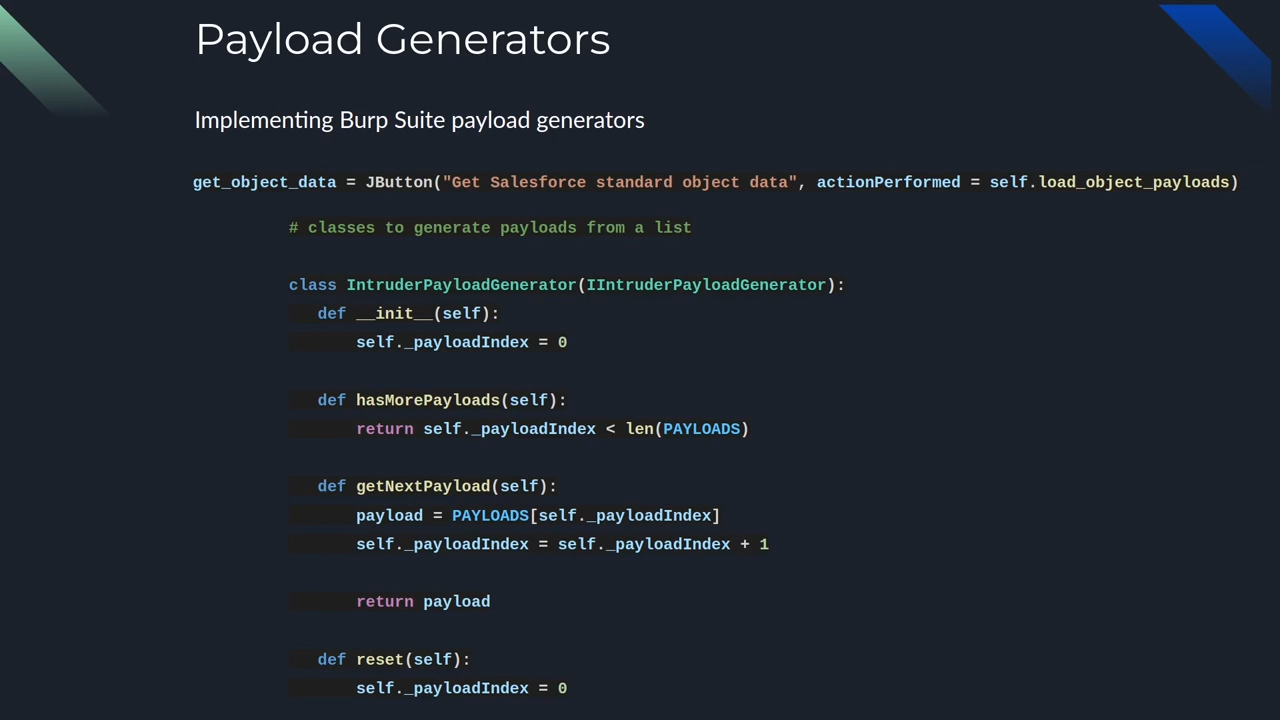 Payload Generators
Implementing Burp Suite payload generators
get_object_data = JButton("Get Salesforce standard object data", actionPerformed = self.load_object_payloads)
# classes to generate payloads from a list
class IntruderPayloadGenerator(IIntruderPayloadGenerator):
def __init__(self):
self._payloadIndex = 0
def hasMorePayloads(self):
return self._payloadIndex < len(PAYLOADS)
def getNextPayload(self):
payload = PAYLOADS[self._payloadIndex]
self._payloadIndex = self._payloadIndex + 1
return payload
def reset(self):
self._payloadIndex = 0